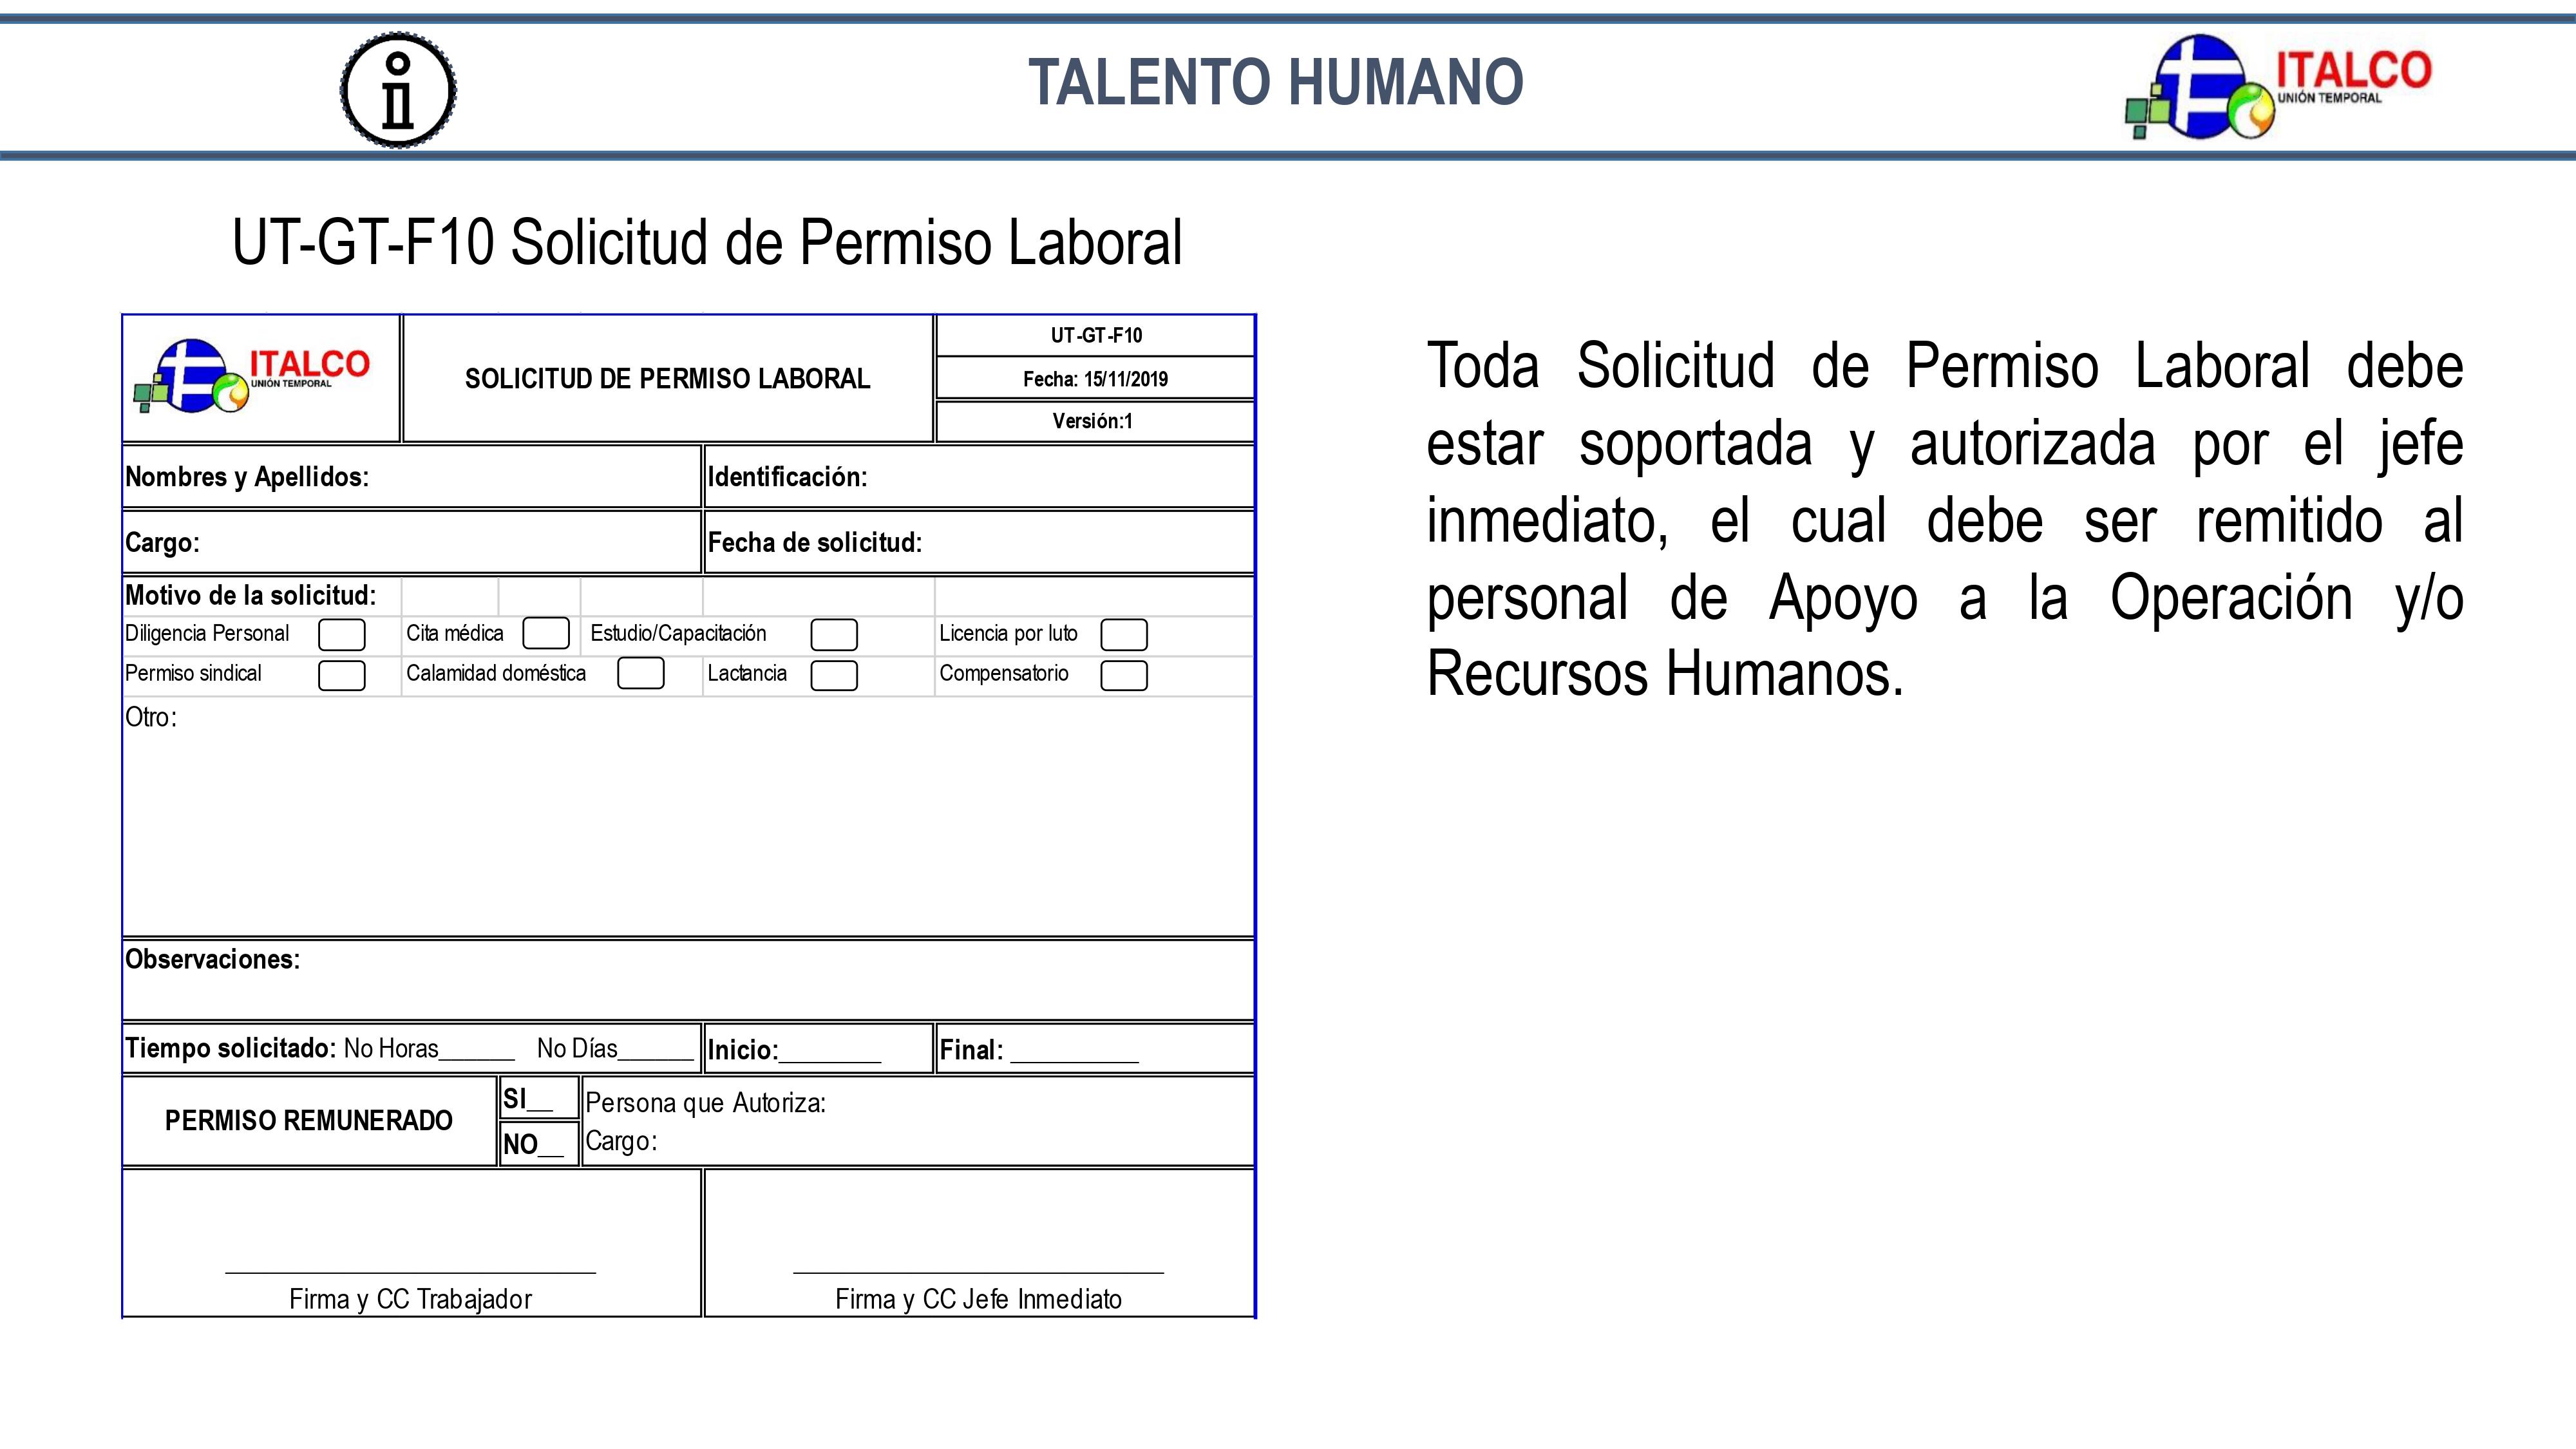 TALENTO HUMANO
ITALCO
UNIÓN TEMPORAL
UT-GT-F10 Solicitud de Permiso Laboral
ITALCO
UNIÓN TEMPORAL
SOLICITUD DE PERMISO LABORAL
UT-GT-F10
Fecha: 15/11/2019
Versión:1
Nombres y Apellidos:
Identificación:
Cargo:
Fecha de solicitud:
Motivo de la solicitud:
Diligencia Personal
Cita médica
Estudio/Capacitación
Licencia por luto
Permiso sindical
Calamidad doméstica
Lactancia
Compensatorio
Otro:
Observaciones:
Tiempo solicitado: No Horas______ No Días______
Inicio:________
Final: __________
PERMISO REMUNERADO
SI__
NO__
Persona que Autoriza:
Cargo:
Firma y CC Trabajador
Firma y CC Jefe Inmediato
Toda Solicitud de Permiso Laboral debe
estar soportada y autorizada por el jefe
inmediato, el cual debe ser remitido al
personal de Apoyo a la Operación y/o
Recursos Humanos.